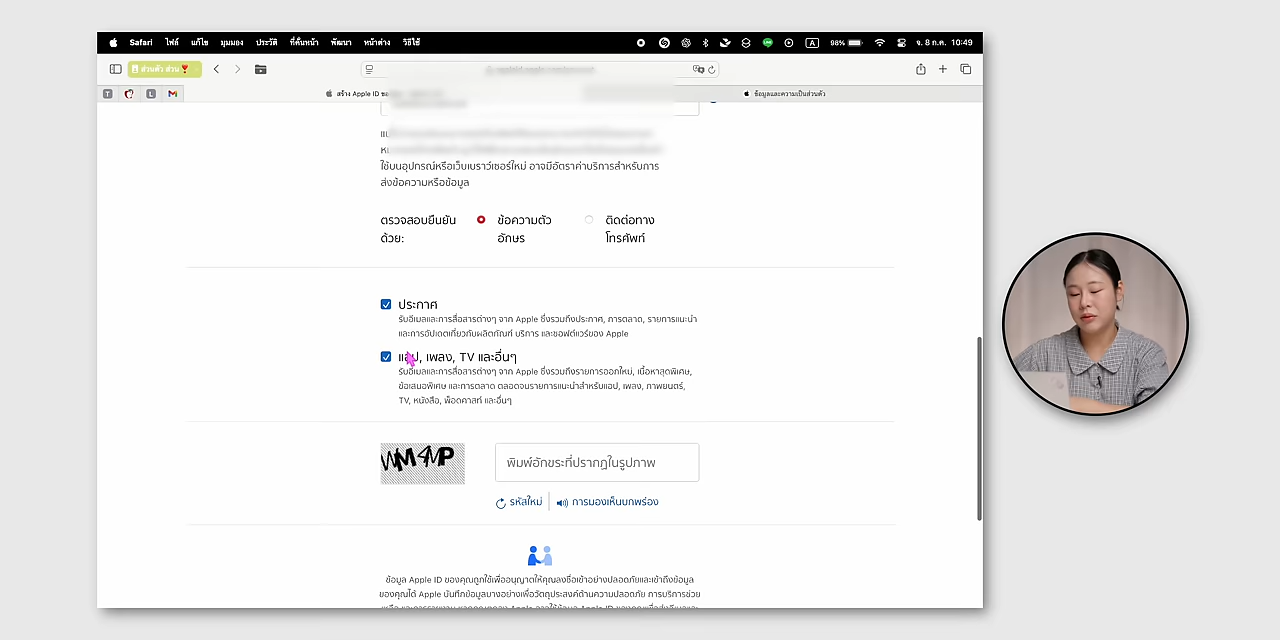 Safari ไฟล์ แก้ไข มุมมอง ประวัติ ที่คั่นหน้า พัฒนา หน้าต่าง วิธีใช้
A 98% จ. 8 ก.ค. 10:49
ส่วนตัว ส่วน
T L
สร้าง Apple ID
ข้อมูลและความเป็นส่วนตัว
ใช้บนอุปกรณ์หรือเว็บเบราว์เซอร์ใหม่ อาจมีอัตราค่าบริการสำหรับการ
ส่งข้อความหรือข้อมูล
ตรวจสอบยืนยัน ข้อความตัว ติดต่อทาง
ด้วย: อักษร โทรศัพท์
ประกาศ
รับอีเมลและการสื่อสารต่างๆ จาก Apple ซึ่งรวมถึงประกาศ, การตลาด, รายการแนะนำ
และการอัปเดตเกี่ยวกับผลิตภัณฑ์ บริการ และซอฟต์แวร์ของ Apple
แอป, เพลง, TV และอื่นๆ
รับอีเมลและการสื่อสารต่างๆ จาก Apple ซึ่งรวมถึงรายการออกใหม่, เนื้อหาสุดพิเศษ,
ข้อเสนอพิเศษ และการตลาด ตลอดจนรายการแนะนำสำหรับแอป, เพลง, ภาพยนตร์,
TV, หนังสือ, พ็อดคาสท์ และอื่นๆ
พิมพ์อักขระที่ปรากฏในรูปภาพ
รหัสใหม่ การมองเห็นบกพร่อง
ข้อมูล Apple ID ของคุณถูกใช้เพื่ออนุญาตให้คุณลงชื่อเข้าอย่างปลอดภัยและเข้าถึงข้อมูล
ของคุณได้ Apple บันทึกข้อมูลบางอย่างเพื่อวัตถุประสงค์ด้านความปลอดภัย การบริการช่วย